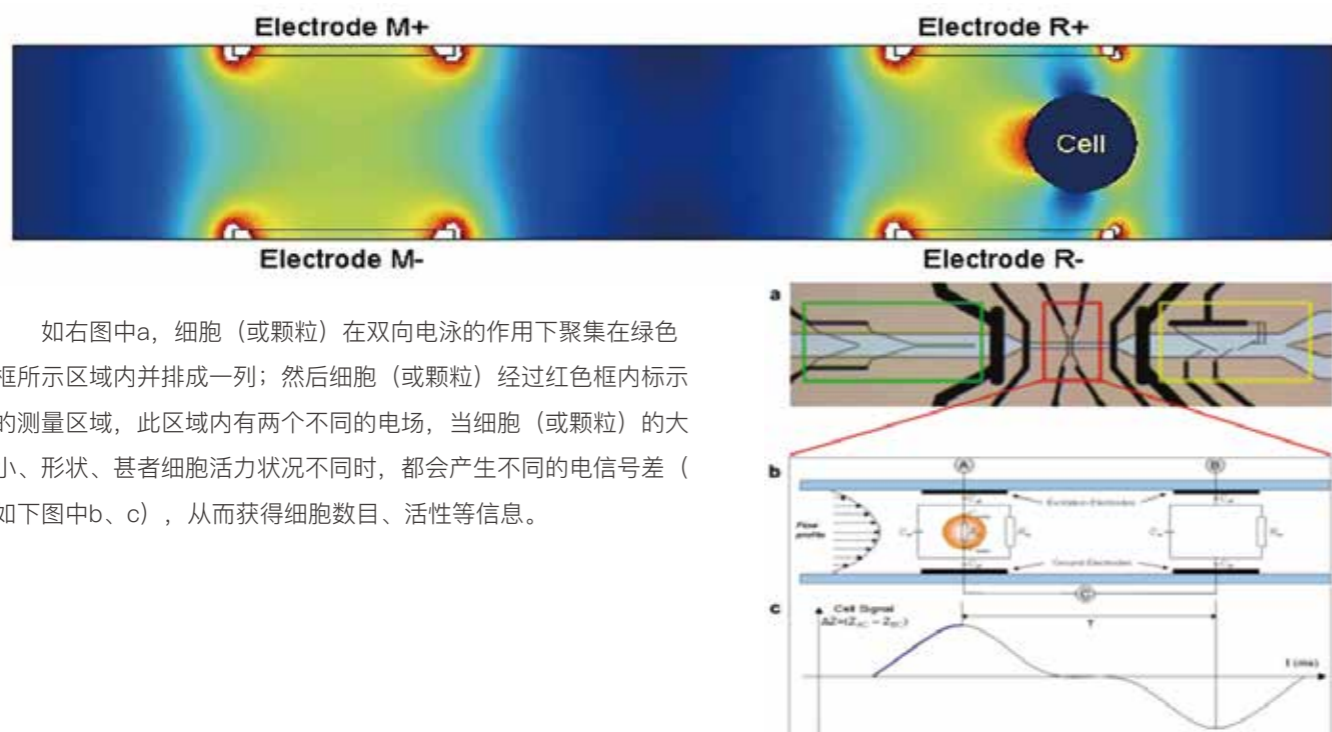 Electrode M+
Electrode R+
Cell
Electrode M-
Electrode R-
如右图中a，细胞（或颗粒）在双向电泳的作用下聚集在绿色
框所示区域内并排成一列；然后细胞（或颗粒）经过红色框内标示
的测量区域，此区域内有两个不同的电场，当细胞（或颗粒）的大
小、形状、甚者细胞活力状况不同时，都会产生不同的电信号差（
如下图中b、c），从而获得细胞数目、活性等信息。
a
b
A
B
Excitation Electrodes
Flow
profile
Ground Electrodes
C
c
Cell Signal
ΔZ=(Z_AC – Z_BC)
T
t (ms)